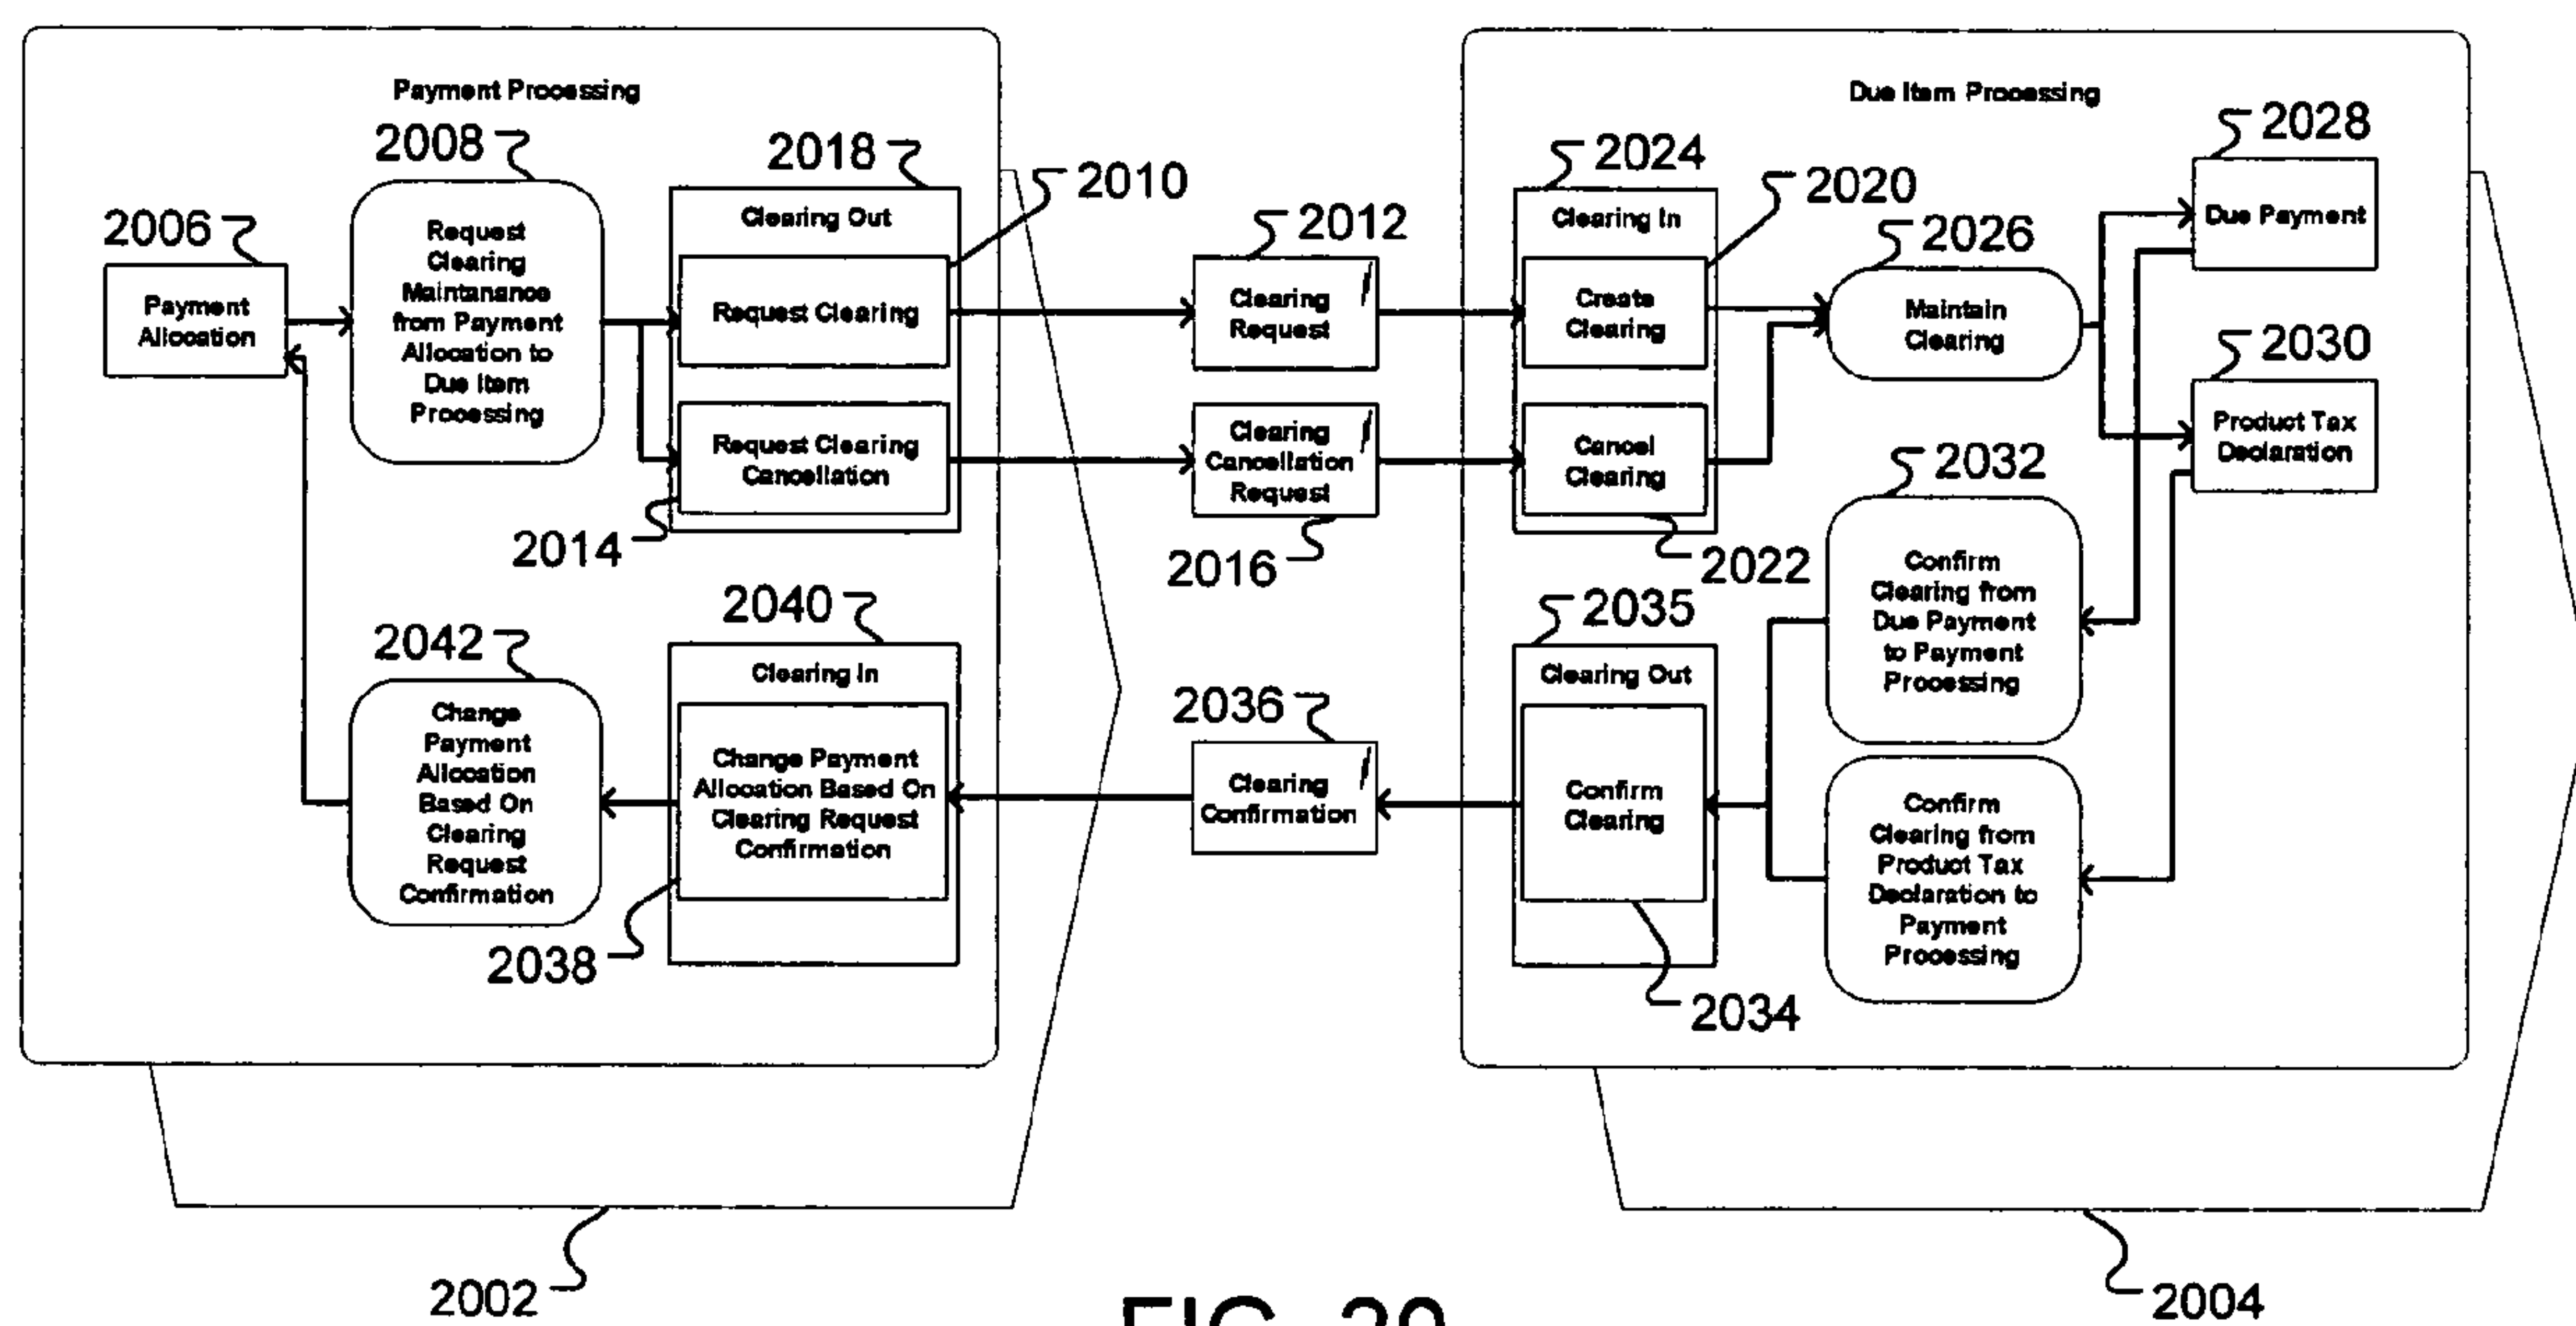 Payment Processing
2008
2018
2010
2006
Payment
Allocation
Request
Clearing
Maintanance
from Payment
Allocation to
Due Item
Processing
Clearing Out
Request Clearing
Request Clearing
Cancellation
2014
2012
Clearing
Request
Clearing
Cancellation
Request
2016
Due Item Processing
2024
2020
2026
2028
Clearing In
Create
Clearing
Cancel
Clearing
2022
Maintain
Clearing
Due Payment
2030
Product Tax
Declaration
2032
Confirm
Clearing from
Due Payment
to Payment
Processing
Confirm
Clearing from
Product Tax
Declaration to
Payment
Processing
2035
Clearing Out
Confirm
Clearing
2034
2036
Clearing
Confirmation
2040
Clearing In
Change Payment
Allocation Based On
Clearing Request
Confirmation
2038
2042
Change
Payment
Allocation
Based On
Clearing
Request
Confirmation
2002
2004
FIG. 20